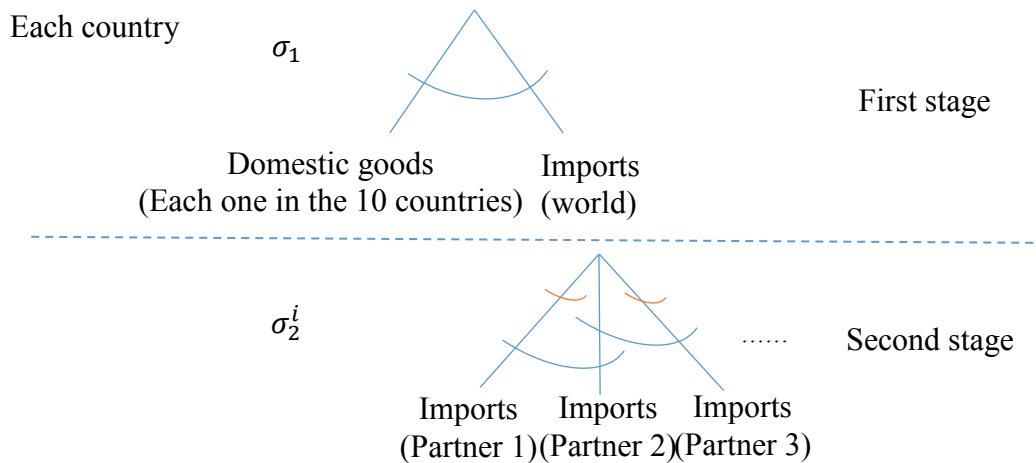 Each country
σ₁
First stage
Domestic goods
(Each one in the 10 countries)
Imports
(world)
σ₂ⁱ
......
Second stage
Imports
(Partner 1)
Imports
(Partner 2)
Imports
(Partner 3)